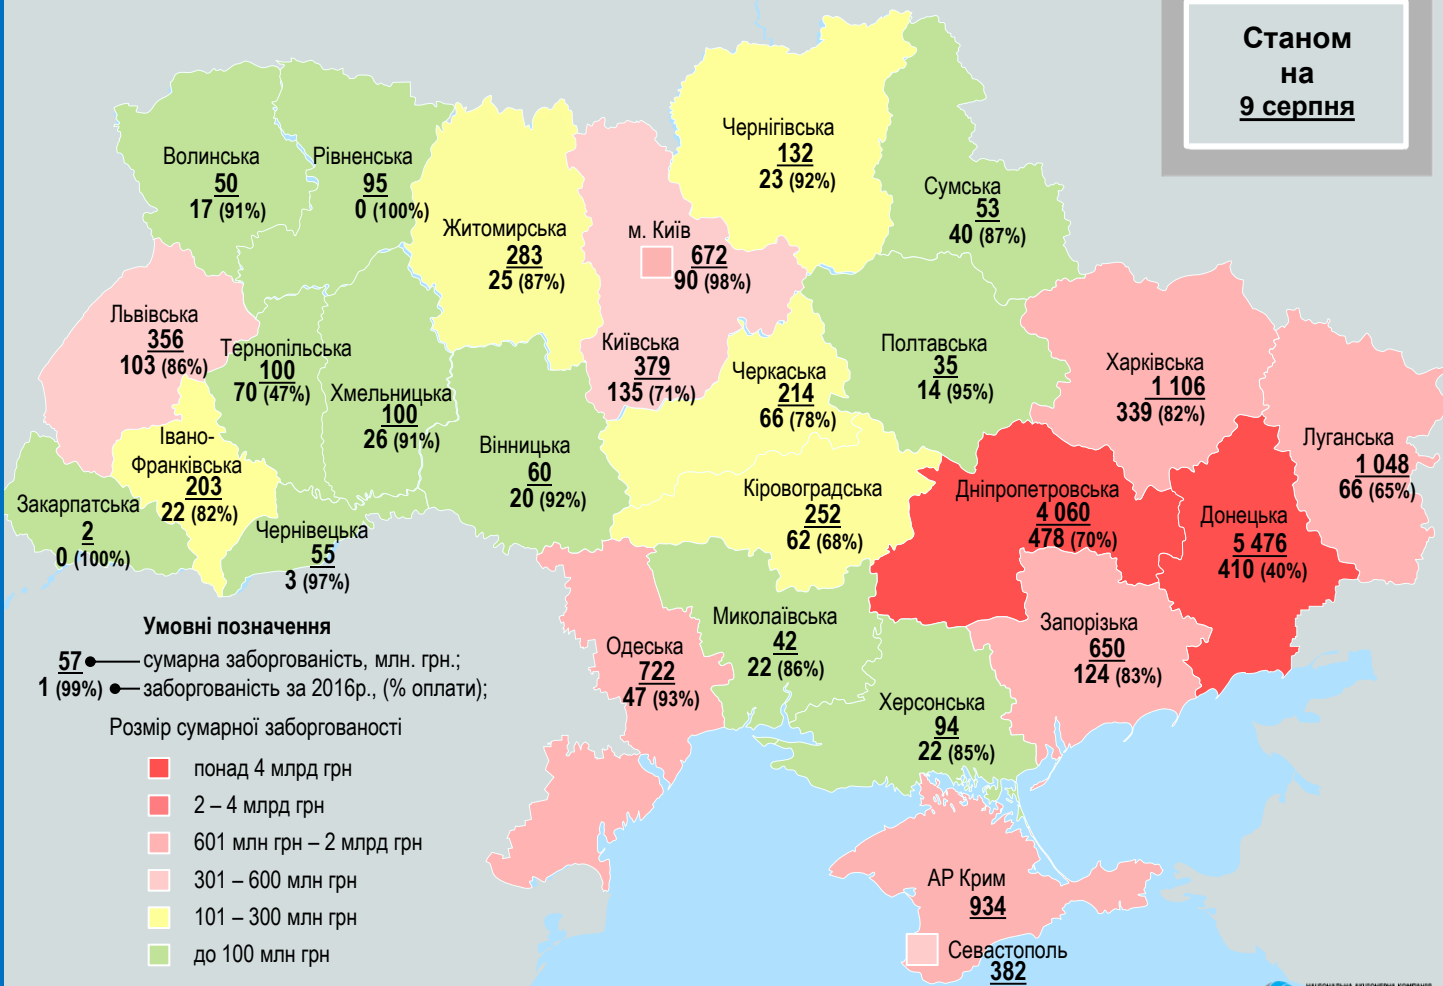 Станом
на
9 серпня
Волинська
50
17 (91%)
Рівненська
95
0 (100%)
Житомирська
283
25 (87%)
м. Київ
672
90 (98%)
Чернігівська
132
23 (92%)
Сумська
53
40 (87%)
Львівська
356
103 (86%)
Тернопільська
100
70 (47%)
Хмельницька
100
26 (91%)
Київська
379
135 (71%)
Черкаська
214
66 (78%)
Полтавська
35
14 (95%)
Харківська
1 106
339 (82%)
Луганська
1 048
66 (65%)
Івано-
Франківська
203
22 (82%)
Вінницька
60
20 (92%)
Кіровоградська
252
62 (68%)
Дніпропетровська
4 060
478 (70%)
Донецька
5 476
410 (40%)
Закарпатська
2
0 (100%)
Чернівецька
55
3 (97%)
Одеська
722
47 (93%)
Миколаївська
42
22 (86%)
Запорізька
650
124 (83%)
Херсонська
94
22 (85%)
АР Крим
934
Севастополь
382
Умовні позначення
57 сумарна заборгованість, млн. грн.;
1 (99%) заборгованість за 2016р., (% оплати);
Розмір сумарної заборгованості
понад 4 млрд грн
2 – 4 млрд грн
601 млн грн – 2 млрд грн
301 – 600 млн грн
101 – 300 млн грн
до 100 млн грн